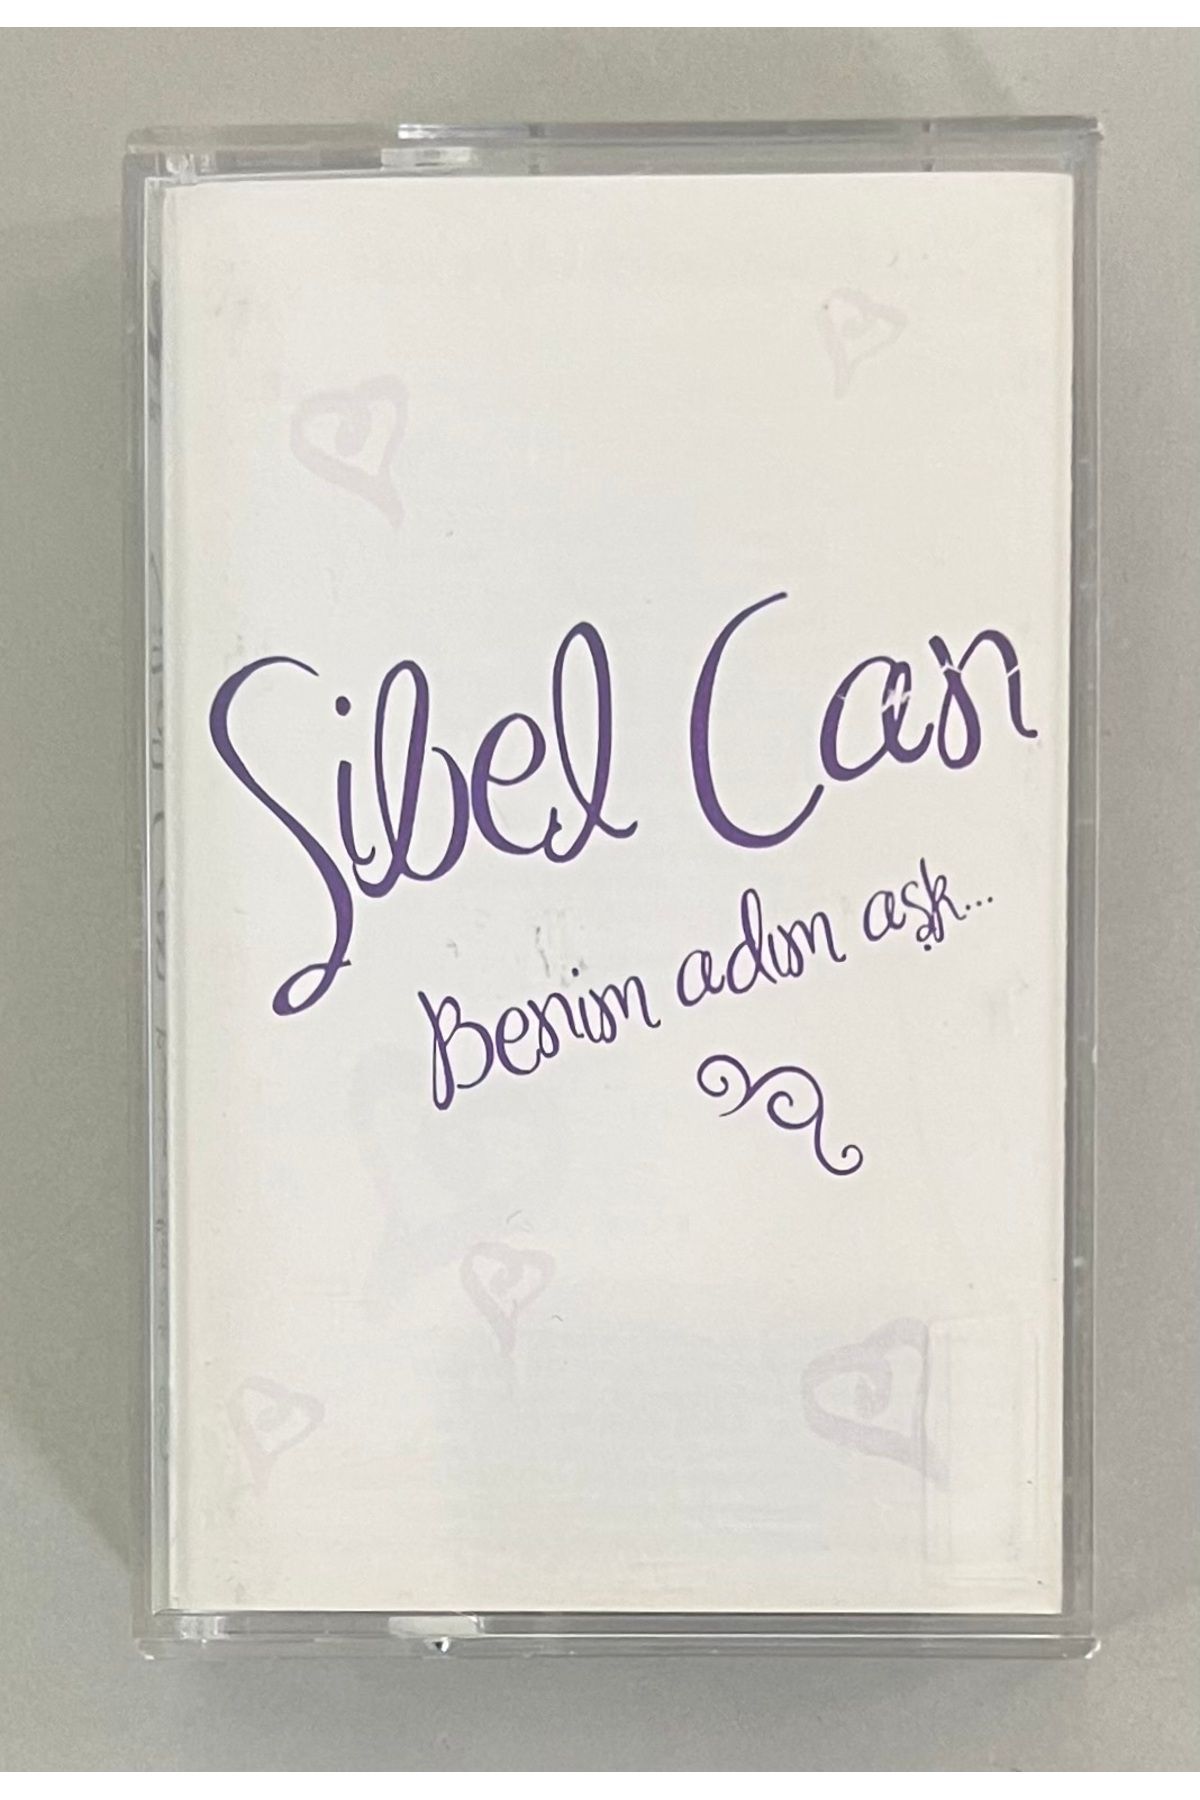 Sibel Can
Benim adım aşk...